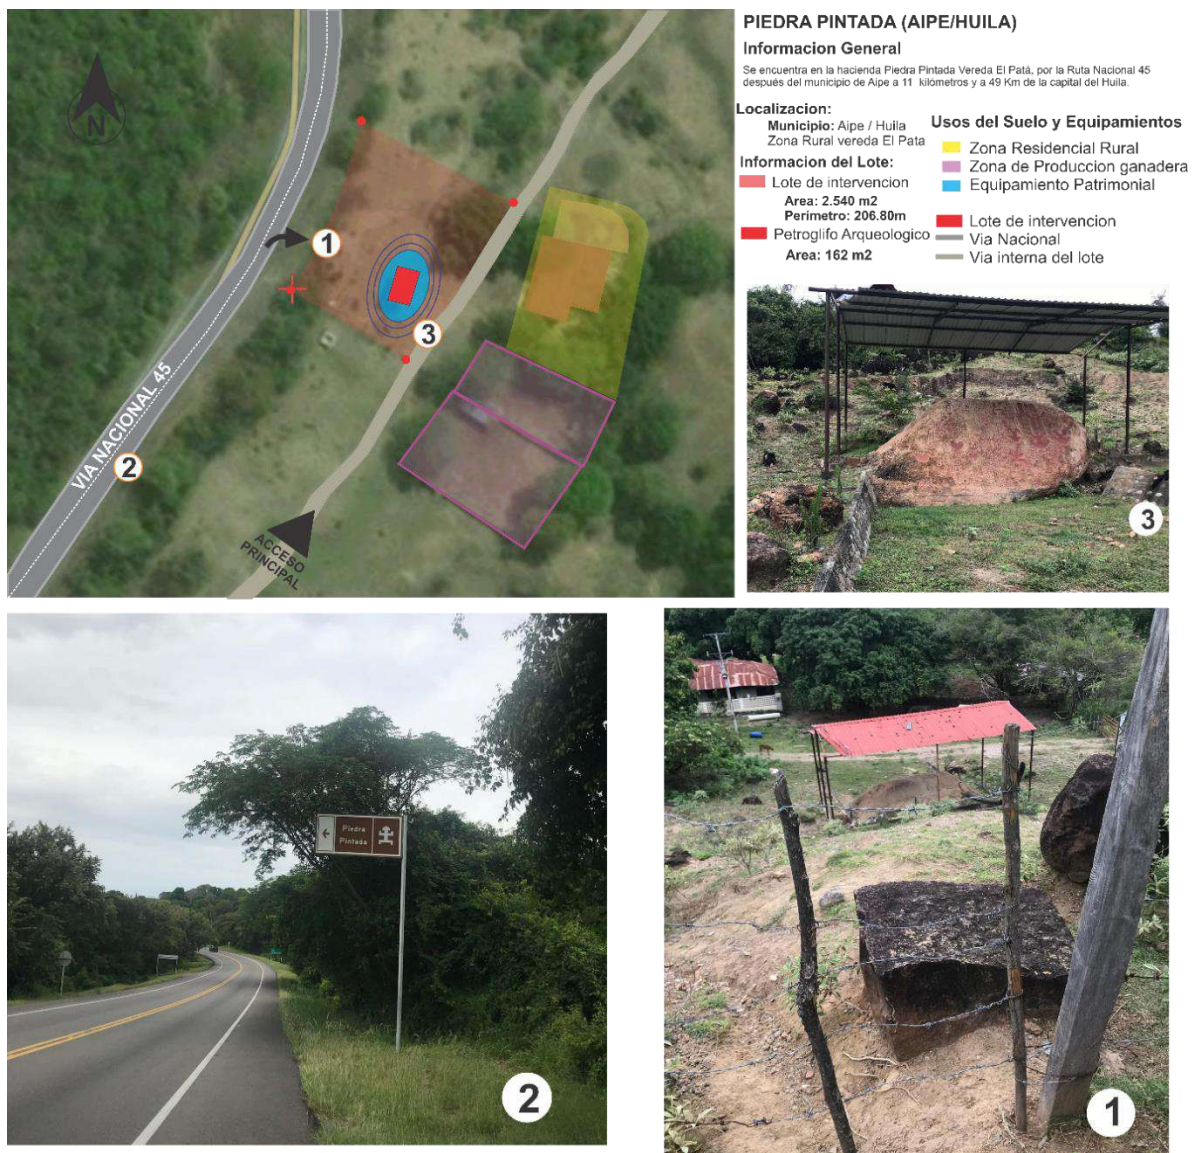 PIEDRA PINTADA (AIPE/HUILA)
Informacion General
Se encuentra en la hacienda Piedra Pintada Vereda El Patá, por la Ruta Nacional 45
después del municipio de Aipe a 11 kilómetros y a 49 Km de la capital del Huila.
Localizacion:
Municipio: Aipe / Huila
Zona Rural vereda El Pata
Informacion del Lote:
Lote de intervencion
Area: 2.540 m2
Perimetro: 206.80m
Petroglifo Arqueologico
Area: 162 m2
Usos del Suelo y Equipamientos
Zona Residencial Rural
Zona de Produccion ganadera
Equipamiento Patrimonial
Lote de intervencion
Via Nacional
Via interna del lote
N
1
3
VIA NACIONAL 45
2
ACCESO
PRINCIPAL
3
Piedra
Pintada
2
1